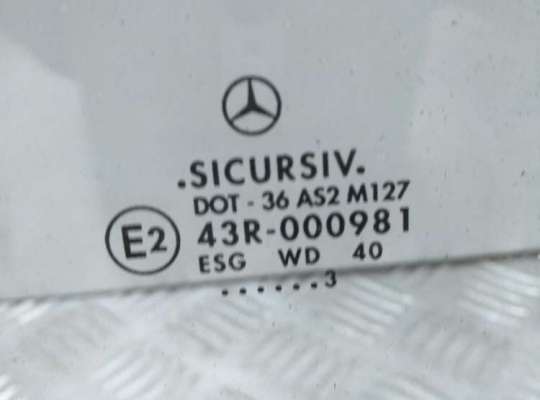 .SICURSIV.
DOT - 36 AS2 M127
E2 43R-000981
ESG WD 40
......3